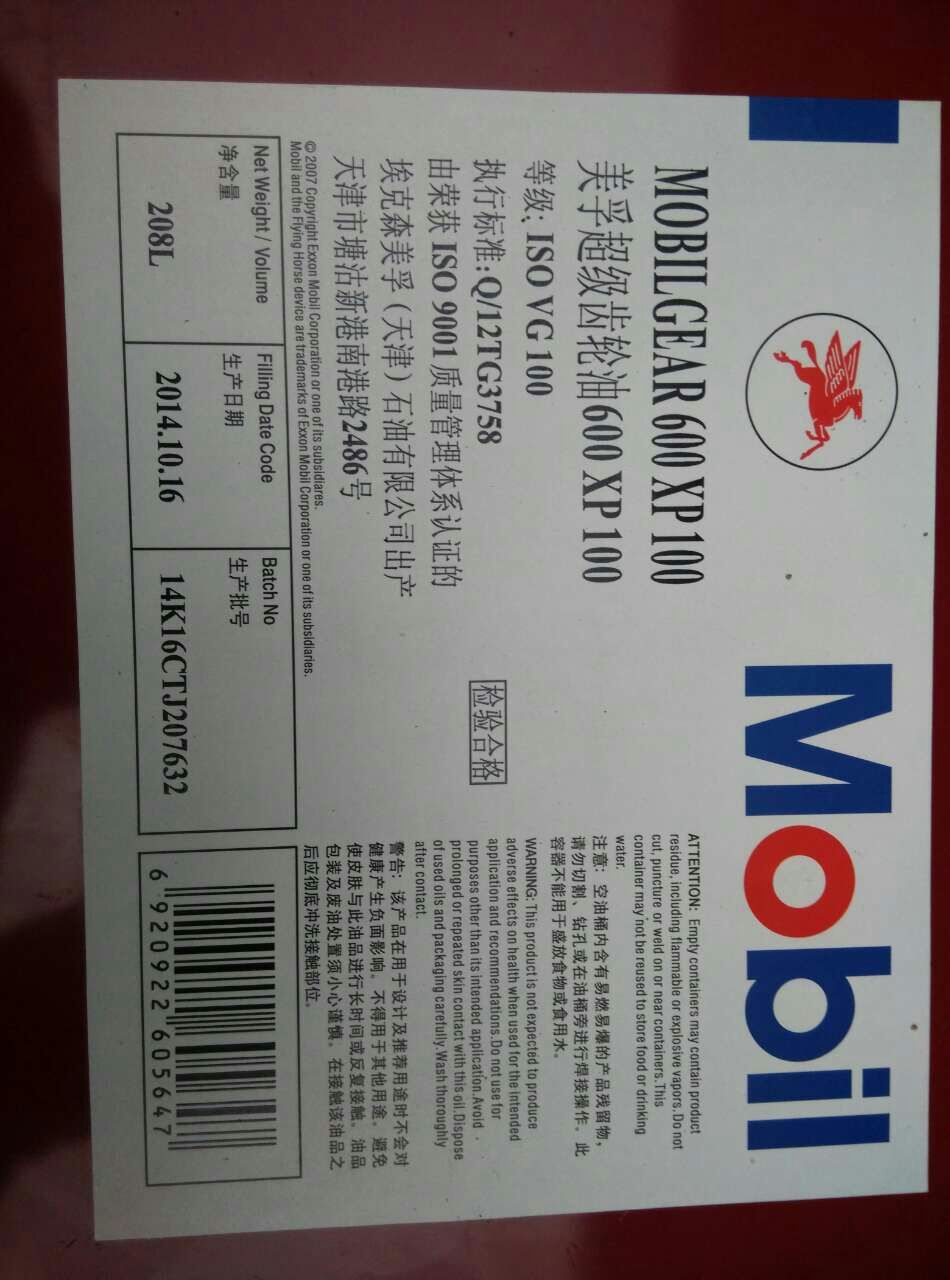 Mobil
MOBILGEAR 600 XP 100
美孚超级齿轮油600 XP 100
等级: ISO VG 100
执行标准: Q/12TG3758
由荣获 ISO 9001 质量管理体系认证的
埃克森美孚（天津）石油有限公司出产
天津市塘沽新港南港路2486号
检验合格
© 2007 Copyright Exxon Mobil Corporation or one of its subsidiares.
Mobil and the Flying Horse device are trademarks of Exxon Mobil Corporation or one of its subsidiaries.
Net Weight / Volume
净含量
208L
Filling Date Code
生产日期
2014.10.16
Batch No
生产批号
14K16CTJ207632
ATTENTION: Empty containers may contain product
residue, including flammable or explosive vapors. Do not
cut, puncture or weld on or near containers. This
container may not be reused to store food or drinking
water.
注意：空油桶内含有易燃易爆的产品残留物，
请勿切割、钻孔或在油桶旁进行焊接操作。此
容器不能用于盛放食物或食用水。
WARNING: This product is not expected to produce
adverse effects on health when used for the intended
application and recommendations. Do not use for
purposes other than its intended application. Avoid
prolonged or repeated skin contact with this oil. Dispose
of used oils and packaging carefully. Wash thoroughly
after contact.
警告：该产品在用于设计及推荐用途时不会对
健康产生负面影响。不得用于其他用途。避免
使皮肤与此油品进行长时间或反复接触。油品
包装及废油处置须小心谨慎。在接触该油品之
后应彻底冲洗接触部位。
6 920922 605647